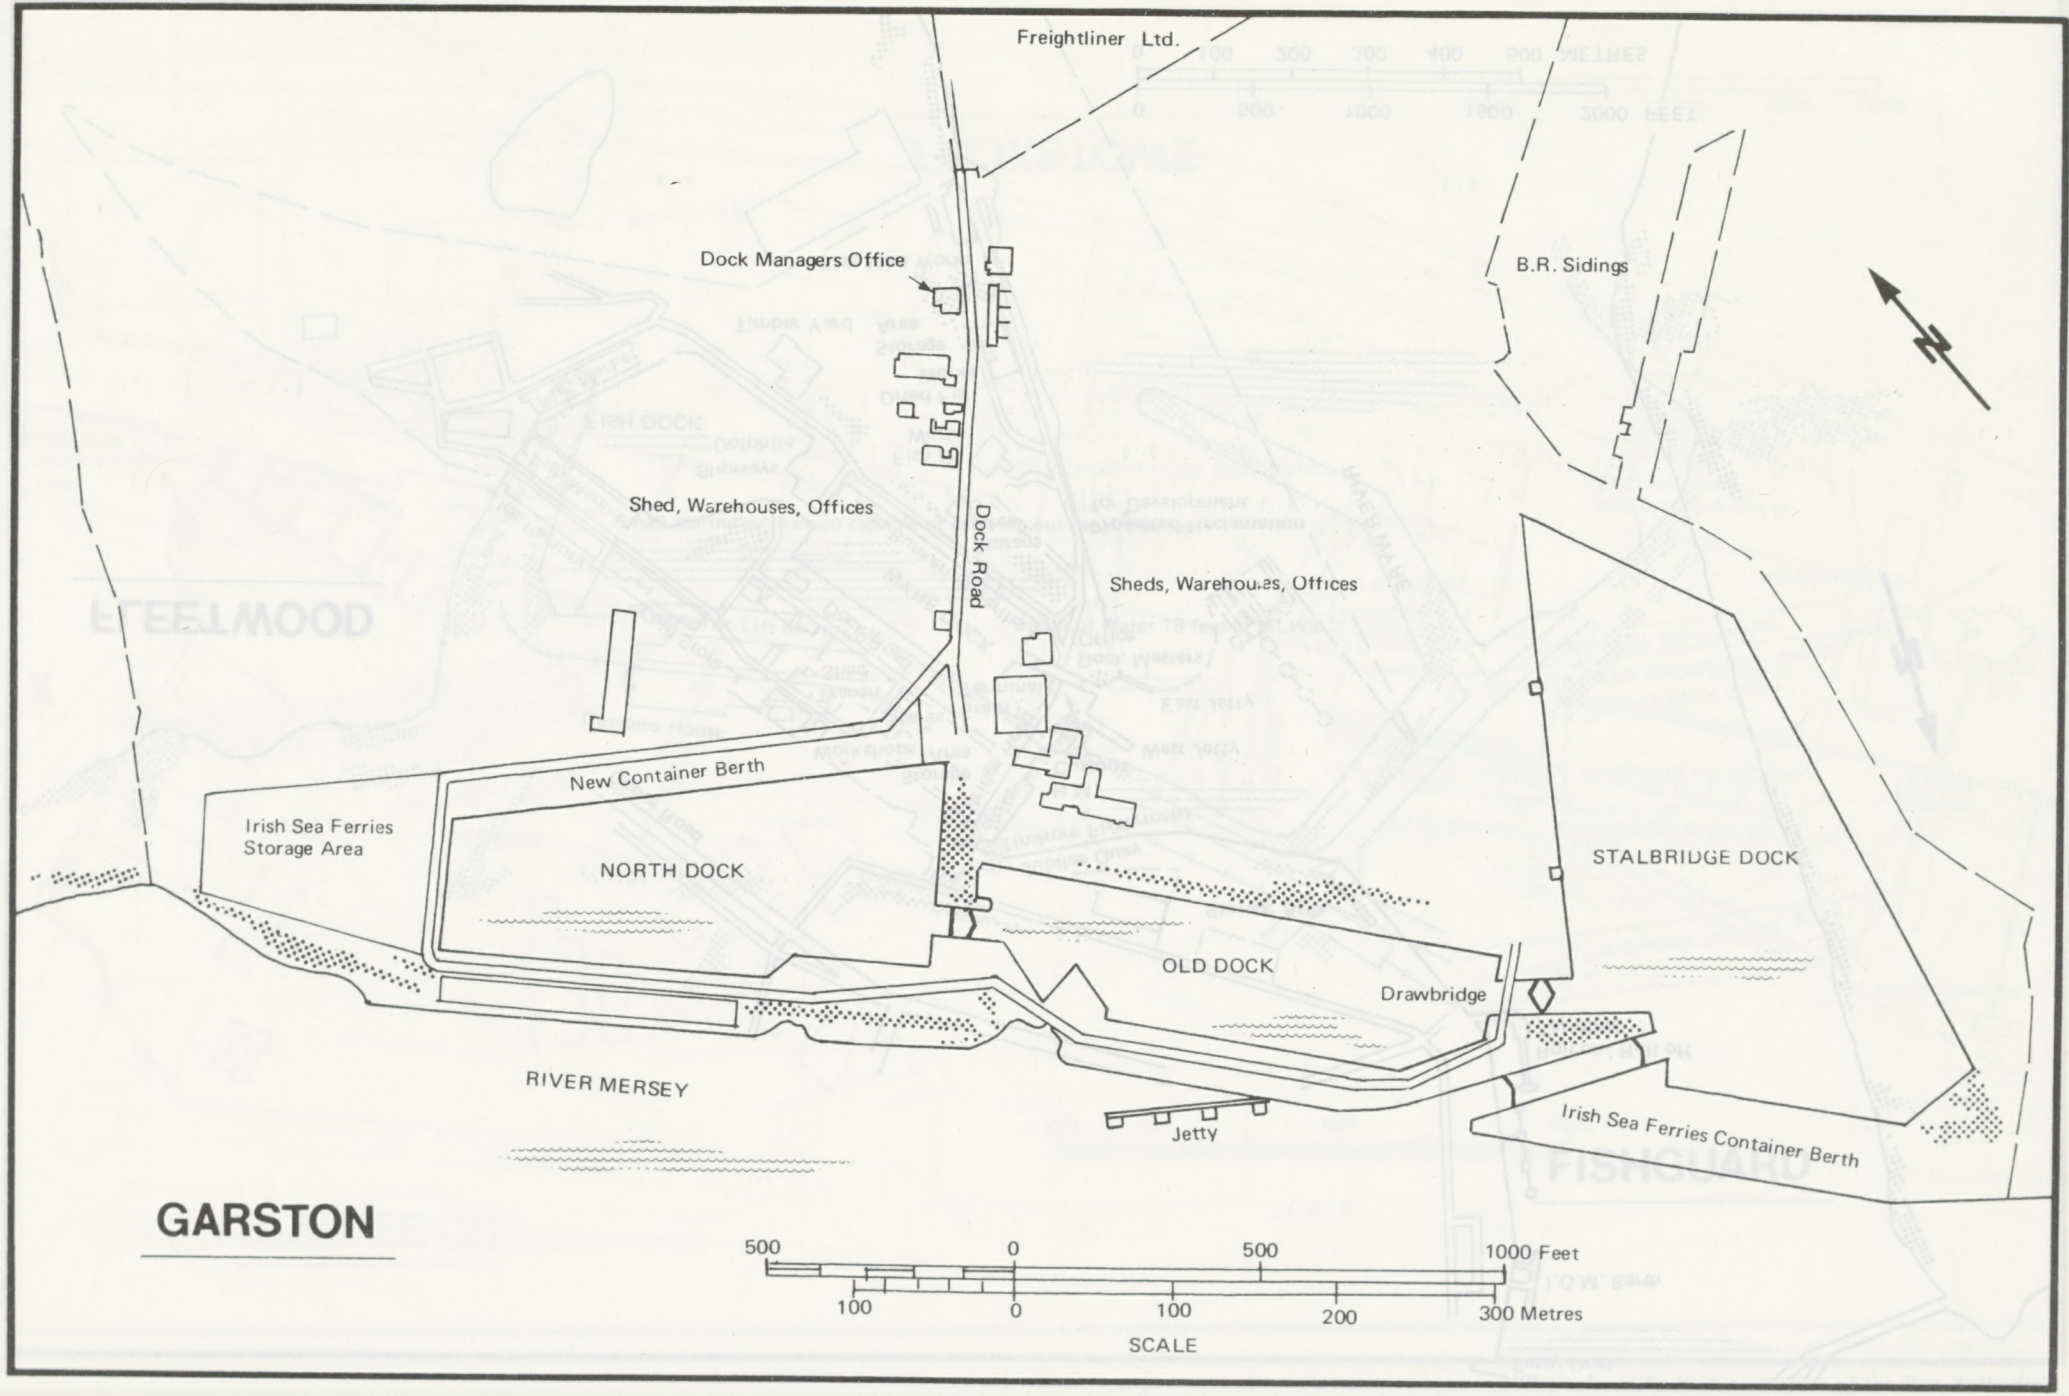 Freightliner Ltd.
Dock Managers Office
B.R. Sidings
N
Shed, Warehouses, Offices
Dock Road
Sheds, Warehouses, Offices
New Container Berth
Irish Sea Ferries
Storage Area
NORTH DOCK
STALBRIDGE DOCK
OLD DOCK
Drawbridge
RIVER MERSEY
Jetty
Irish Sea Ferries Container Berth
GARSTON
500 0 500 1000 Feet
100 0 100 200 300 Metres
SCALE